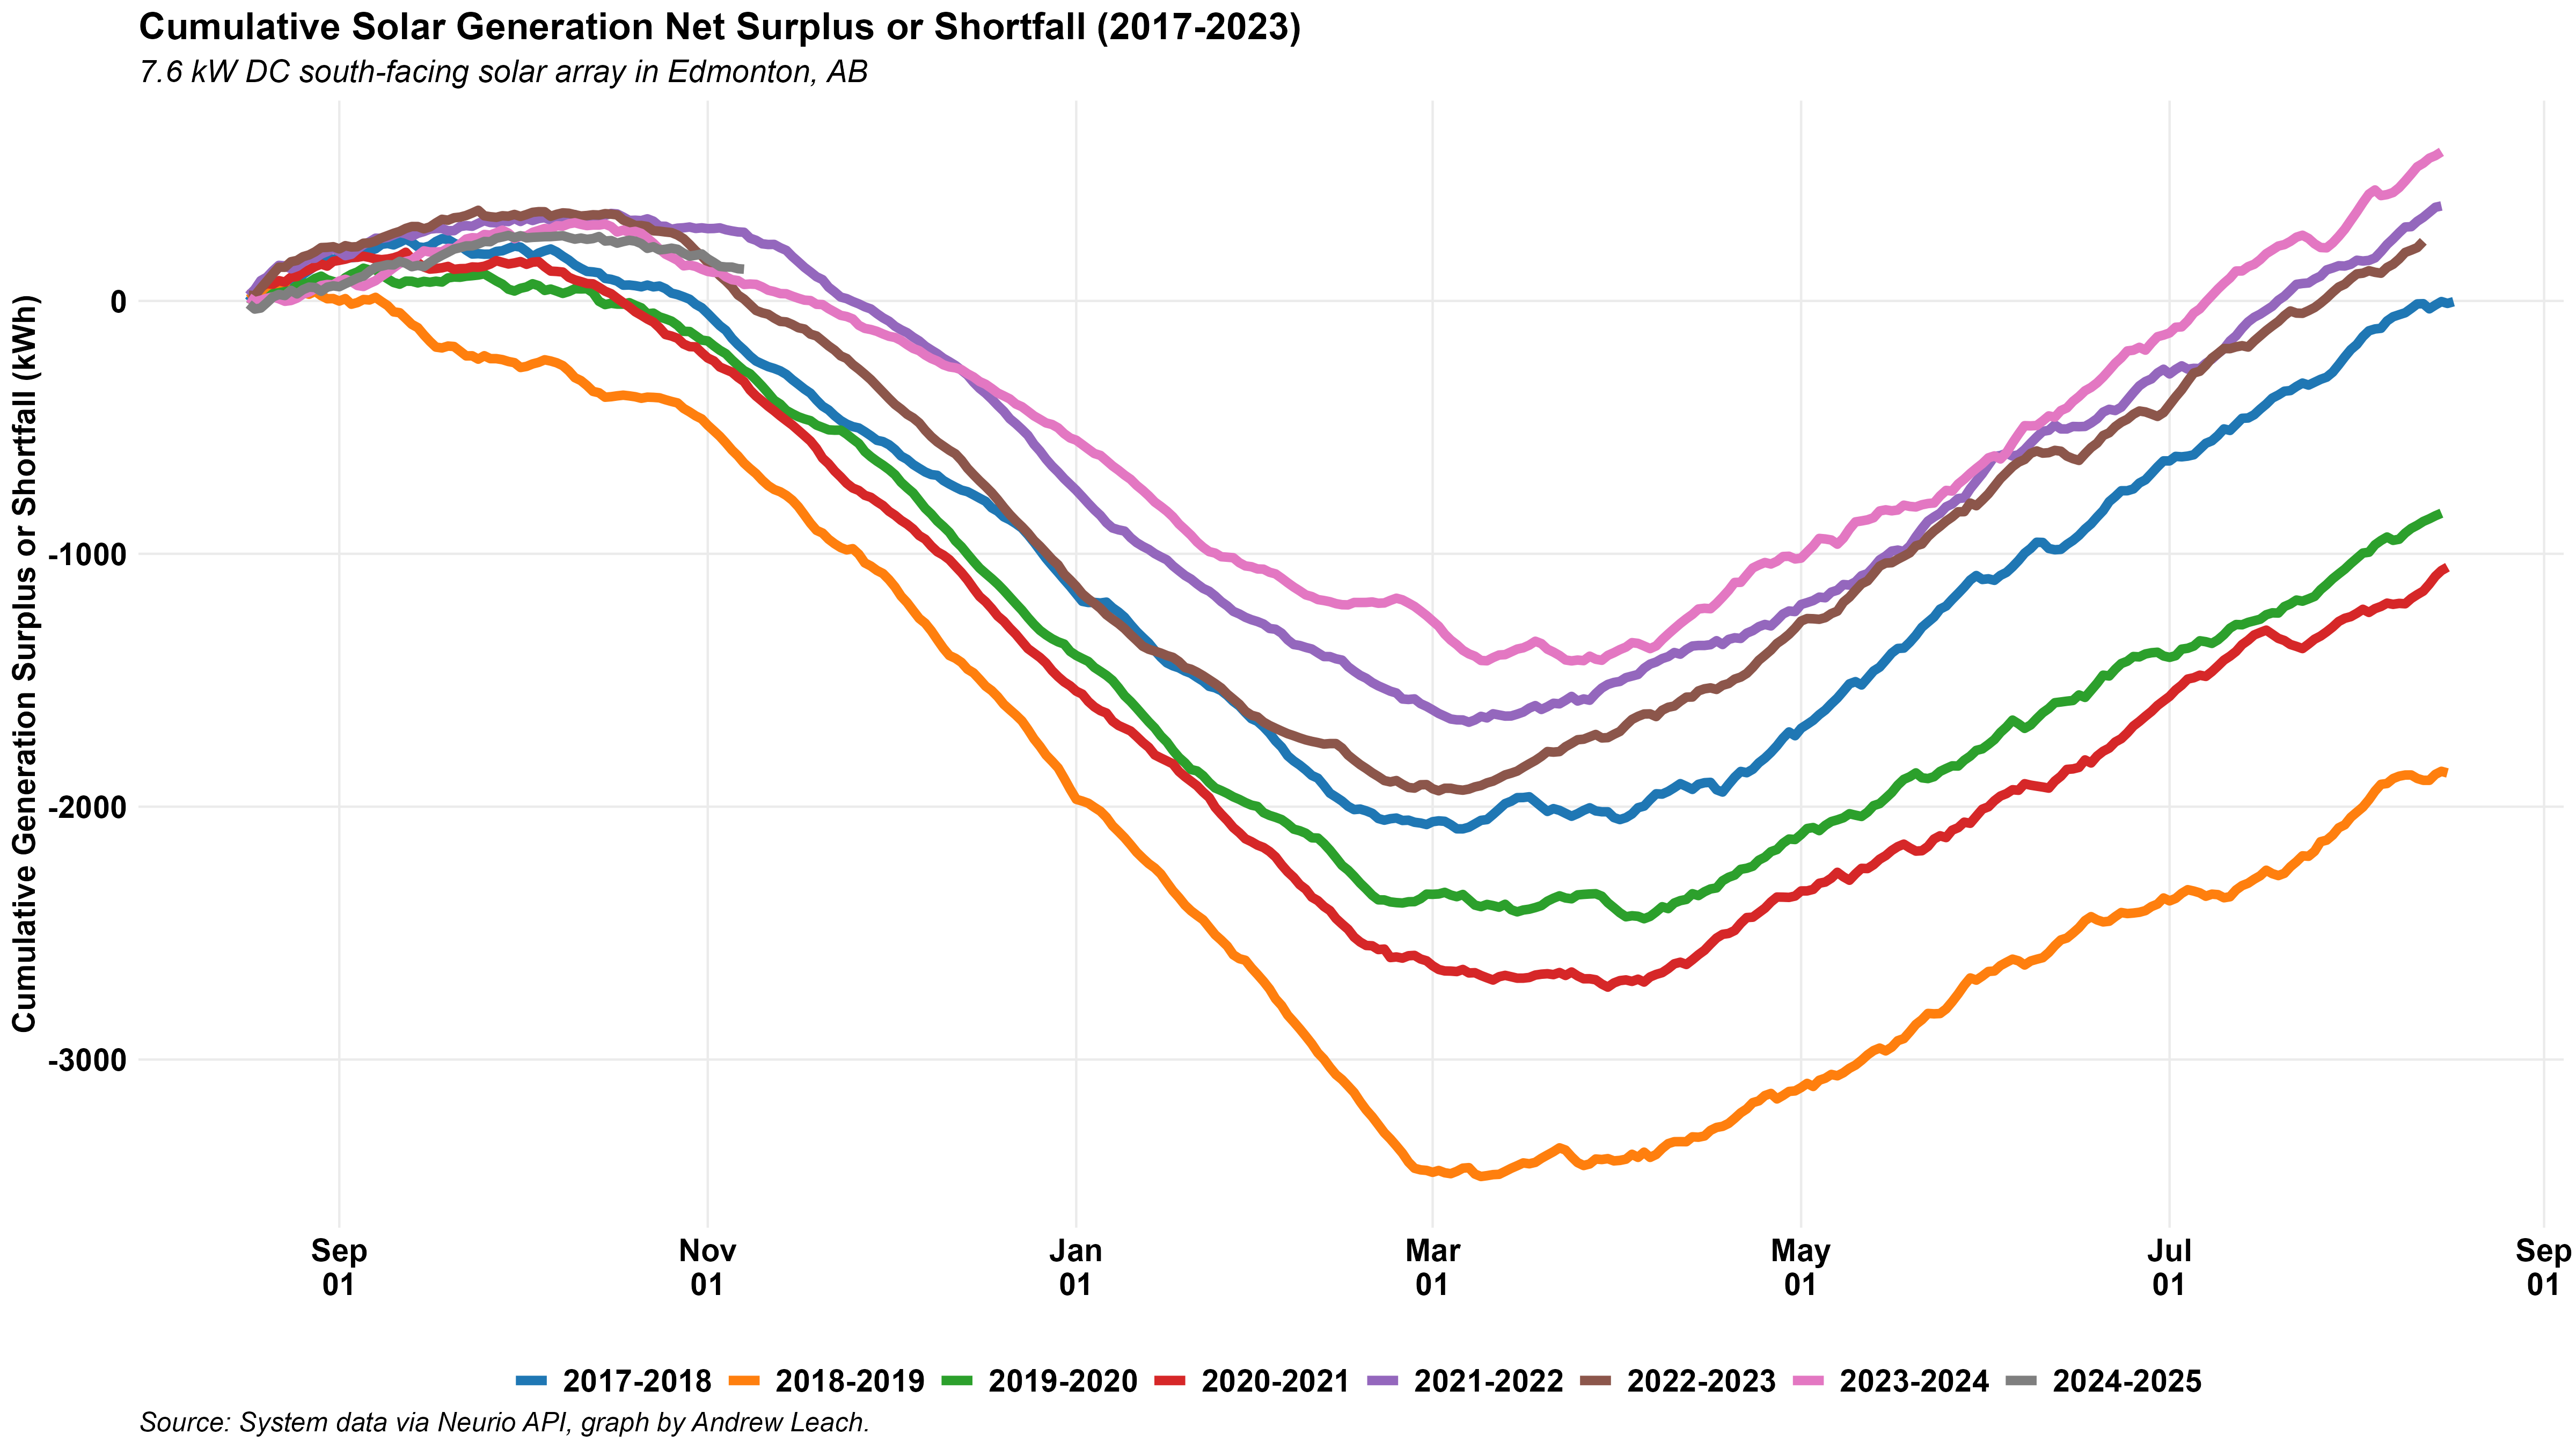 Cumulative Solar Generation Net Surplus or Shortfall (2017-2023)
7.6 kW DC south-facing solar array in Edmonton, AB
Cumulative Generation Surplus or Shortfall (kWh)
0
-1000
-2000
-3000
Sep
01
Nov
01
Jan
01
Mar
01
May
01
Jul
01
Sep
01
2017-2018 2018-2019 2019-2020 2020-2021 2021-2022 2022-2023 2023-2024 2024-2025
Source: System data via Neurio API, graph by Andrew Leach.